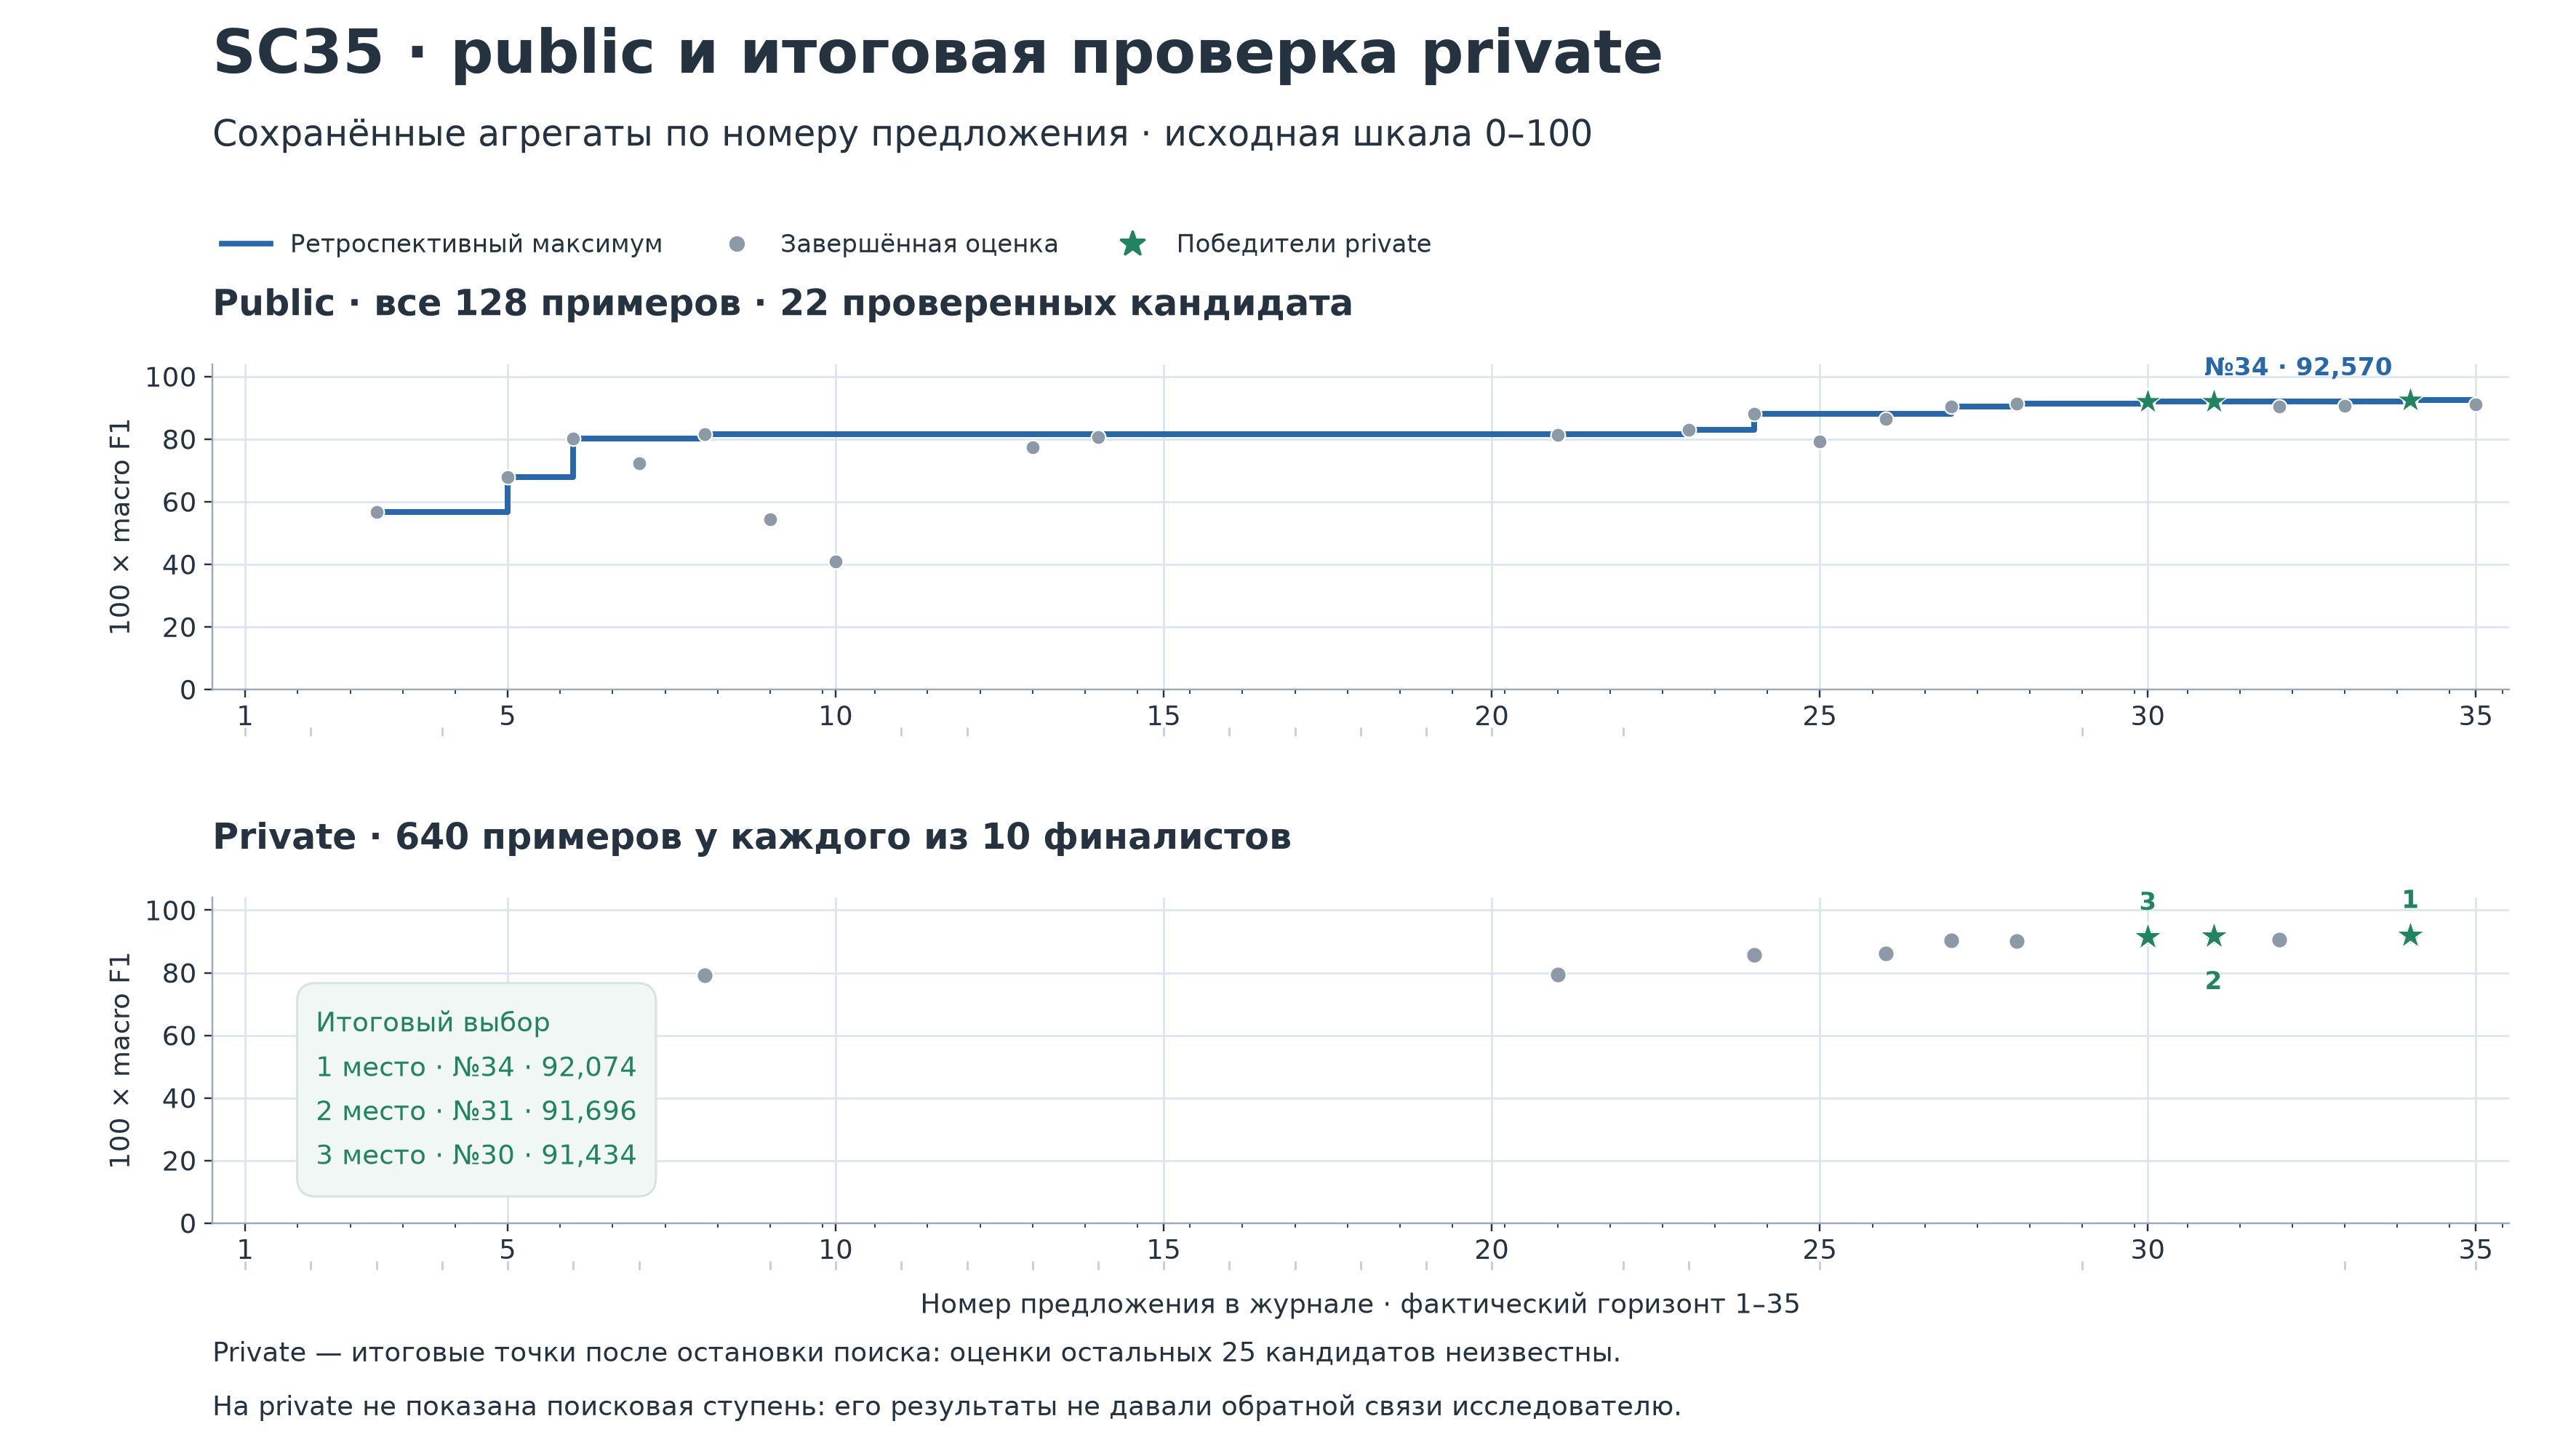 SC35 · public и итоговая проверка private
Сохранённые агрегаты по номеру предложения · исходная шкала 0–100
Ретроспективный максимум
Завершённая оценка
Победители private
Public · все 128 примеров · 22 проверенных кандидата
№34 · 92,570
100 × macro F1
100
80
60
40
20
0
1 5 10 15 20 25 30 35
Private · 640 примеров у каждого из 10 финалистов
100 × macro F1
100
80
60
40
20
0
3
1
2
Итоговый выбор
1 место · №34 · 92,074
2 место · №31 · 91,696
3 место · №30 · 91,434
1 5 10 15 20 25 30 35
Номер предложения в журнале · фактический горизонт 1–35
Private — итоговые точки после остановки поиска: оценки остальных 25 кандидатов неизвестны.
На private не показана поисковая ступень: его результаты не давали обратной связи исследователю.